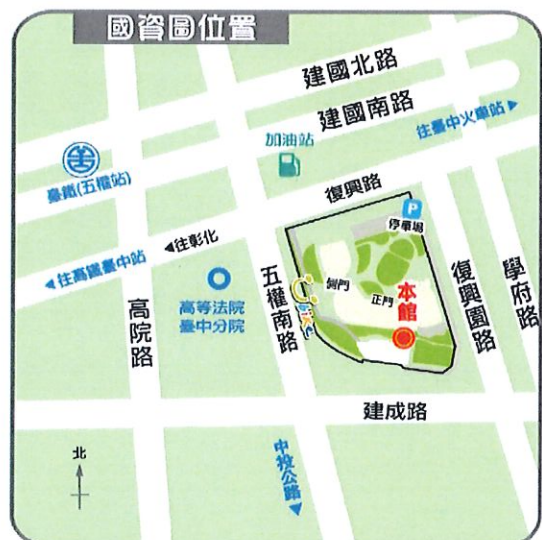 國資圖位置
建國北路
建國南路
往臺中火車站▶
加油站
臺鐵(五權站)
復興路
P
停車場
◀往彰化
◀往高鐵臺中站
高等法院
臺中分院
高院路
五權南路
iBike
側門
正門
本館
復興園路
學府路
建成路
北
中投公路▼